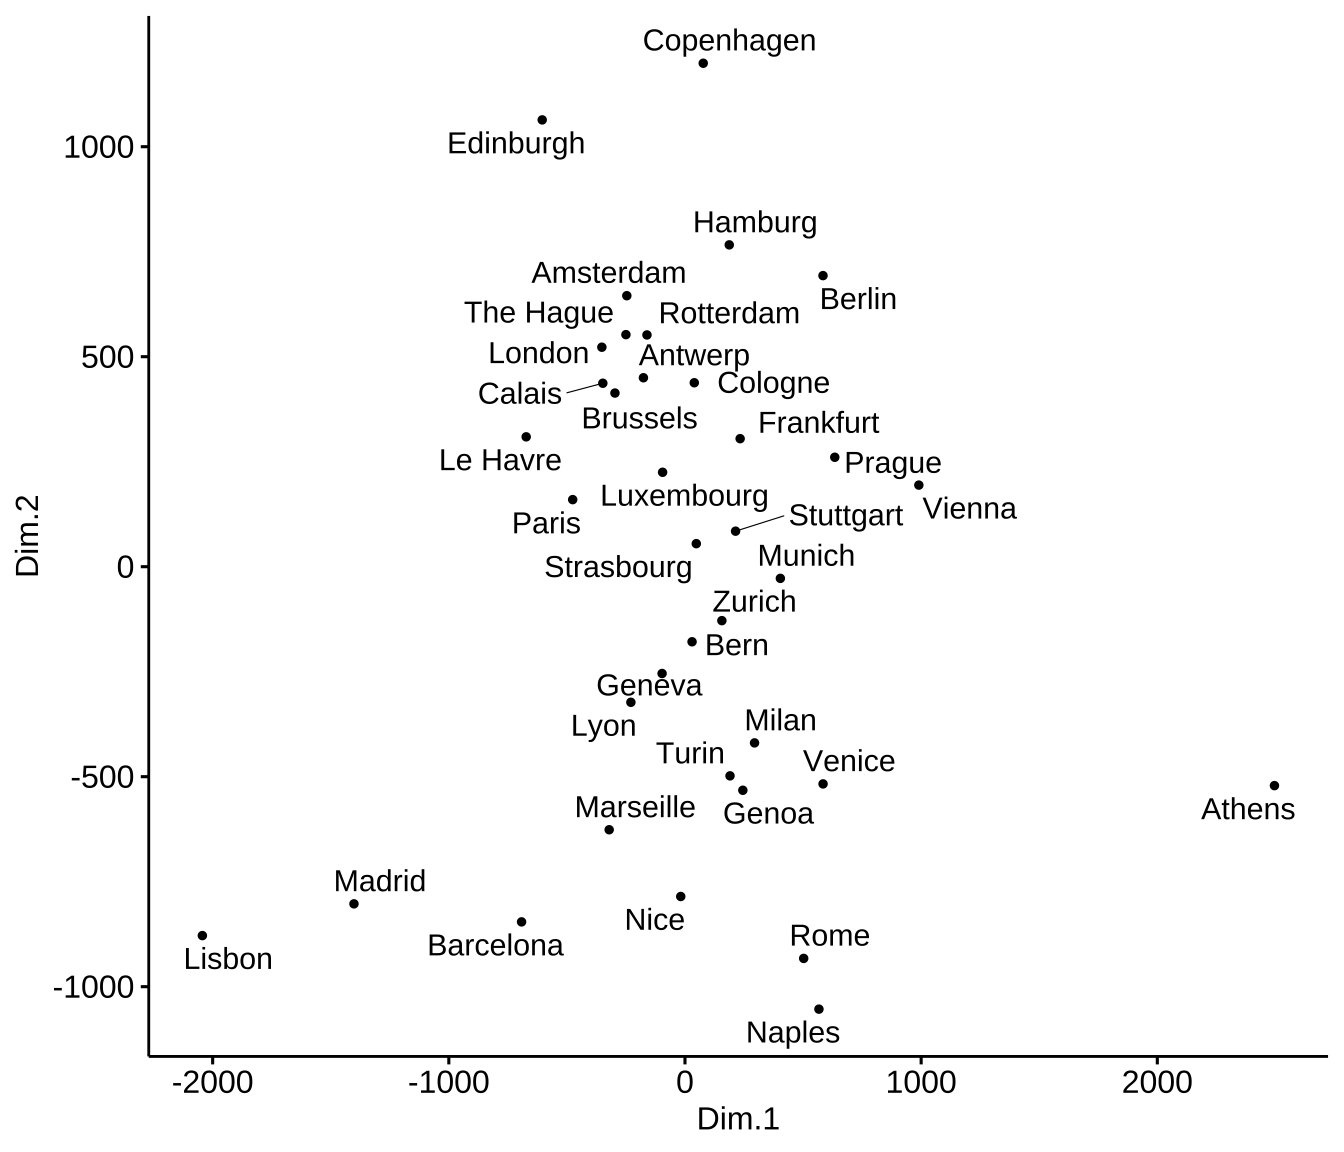 Copenhagen
Edinburgh
1000
Hamburg
Amsterdam
Berlin
The Hague
Rotterdam
London
Antwerp
500
Cologne
Calais
Brussels
Frankfurt
Le Havre
Prague
Luxembourg
Vienna
Paris
Stuttgart
Dim.2
Munich
0
Strasbourg
Zurich
Bern
Geneva
Lyon
Milan
Turin
Venice
-500
Marseille
Genoa
Athens
Madrid
Nice
Rome
Barcelona
Lisbon
-1000
Naples
-2000 -1000 0 1000 2000
Dim.1